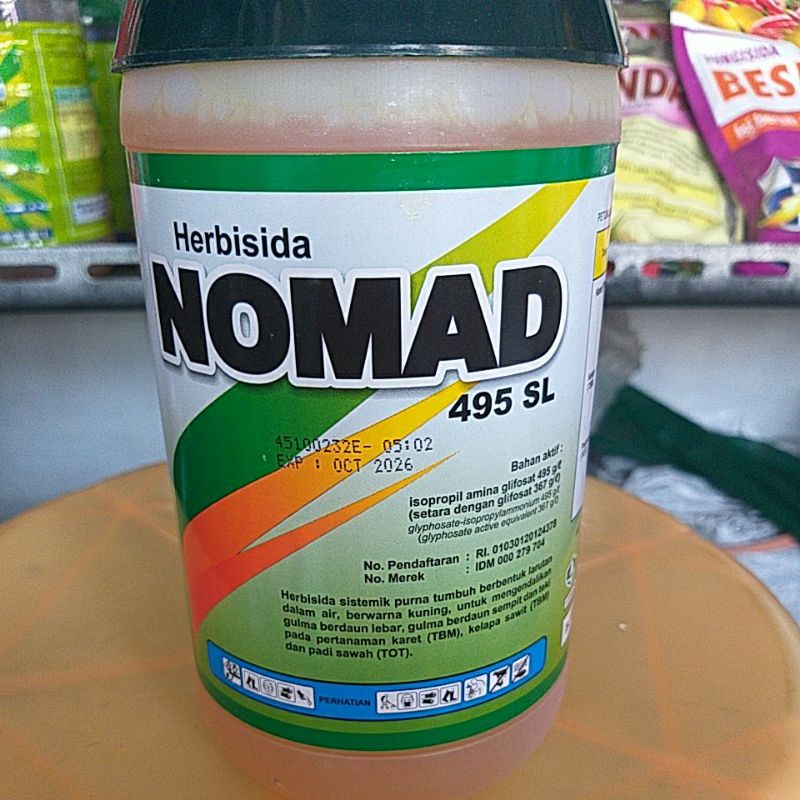 FUNGISIDA
BES
Herbisida
NOMAD
495 SL
45100232E- 05:02
EXP : OCT 2026
Bahan aktif :
isopropil amina glifosat 495 g/ℓ
(setara dengan glifosat 367 g/ℓ)
glyphosate-isopropylammonium 495 g/ℓ
(glyphosate active equivalent 367 g/ℓ)
No. Pendaftaran : RI. 01030120124378
No. Merek : IDM 000 279 704
Herbisida sistemik purna tumbuh berbentuk larutan
dalam air, berwarna kuning, untuk mengendalikan
gulma berdaun lebar, gulma berdaun sempit dan teki
pada pertanaman karet (TBM), kelapa sawit (TBM)
dan padi sawah (TOT).
PERHATIAN